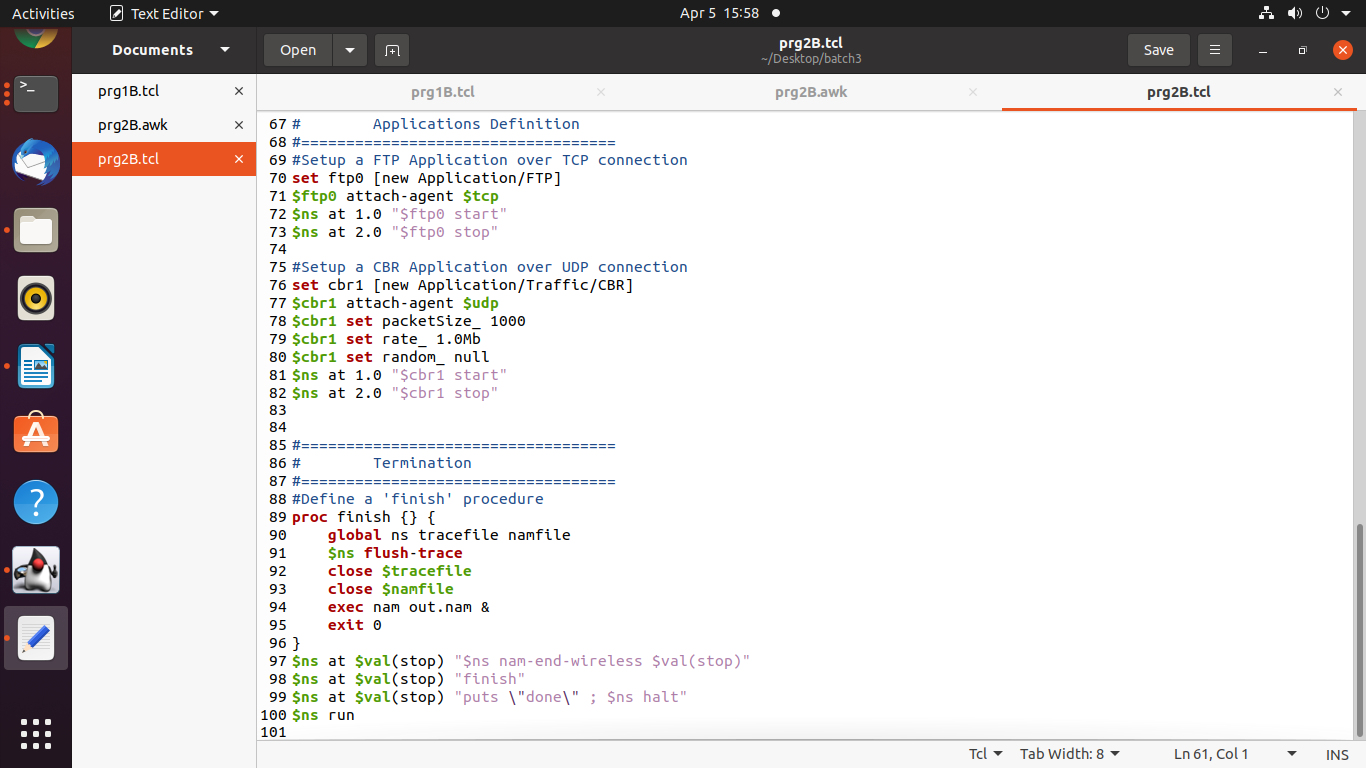 Activities
Text Editor
Apr 5 15:58
Documents
Open
prg2B.tcl
~/Desktop/batch3
Save
prg1B.tcl
prg2B.awk
prg2B.tcl
prg1B.tcl
prg2B.awk
prg2B.tcl
67 # Applications Definition
68 #===================================
69 #Setup a FTP Application over TCP connection
70 set ftp0 [new Application/FTP]
71 $ftp0 attach-agent $tcp
72 $ns at 1.0 "$ftp0 start"
73 $ns at 2.0 "$ftp0 stop"
74
75 #Setup a CBR Application over UDP connection
76 set cbr1 [new Application/Traffic/CBR]
77 $cbr1 attach-agent $udp
78 $cbr1 set packetSize_ 1000
79 $cbr1 set rate_ 1.0Mb
80 $cbr1 set random_ null
81 $ns at 1.0 "$cbr1 start"
82 $ns at 2.0 "$cbr1 stop"
83
84
85 #===================================
86 # Termination
87 #===================================
88 #Define a 'finish' procedure
89 proc finish {} {
90 global ns tracefile namfile
91 $ns flush-trace
92 close $tracefile
93 close $namfile
94 exec nam out.nam &
95 exit 0
96 }
97 $ns at $val(stop) "$ns nam-end-wireless $val(stop)"
98 $ns at $val(stop) "finish"
99 $ns at $val(stop) "puts \"done\" ; $ns halt"
100 $ns run
101
Tcl
Tab Width: 8
Ln 61, Col 1
INS